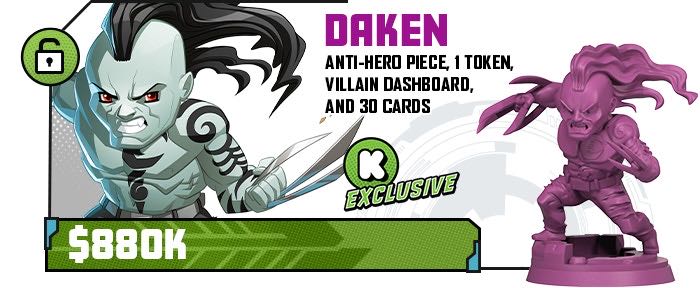 DAKEN
ANTI-HERO PIECE, 1 TOKEN,
VILLAIN DASHBOARD,
AND 30 CARDS
K
EXCLUSIVE
$880K